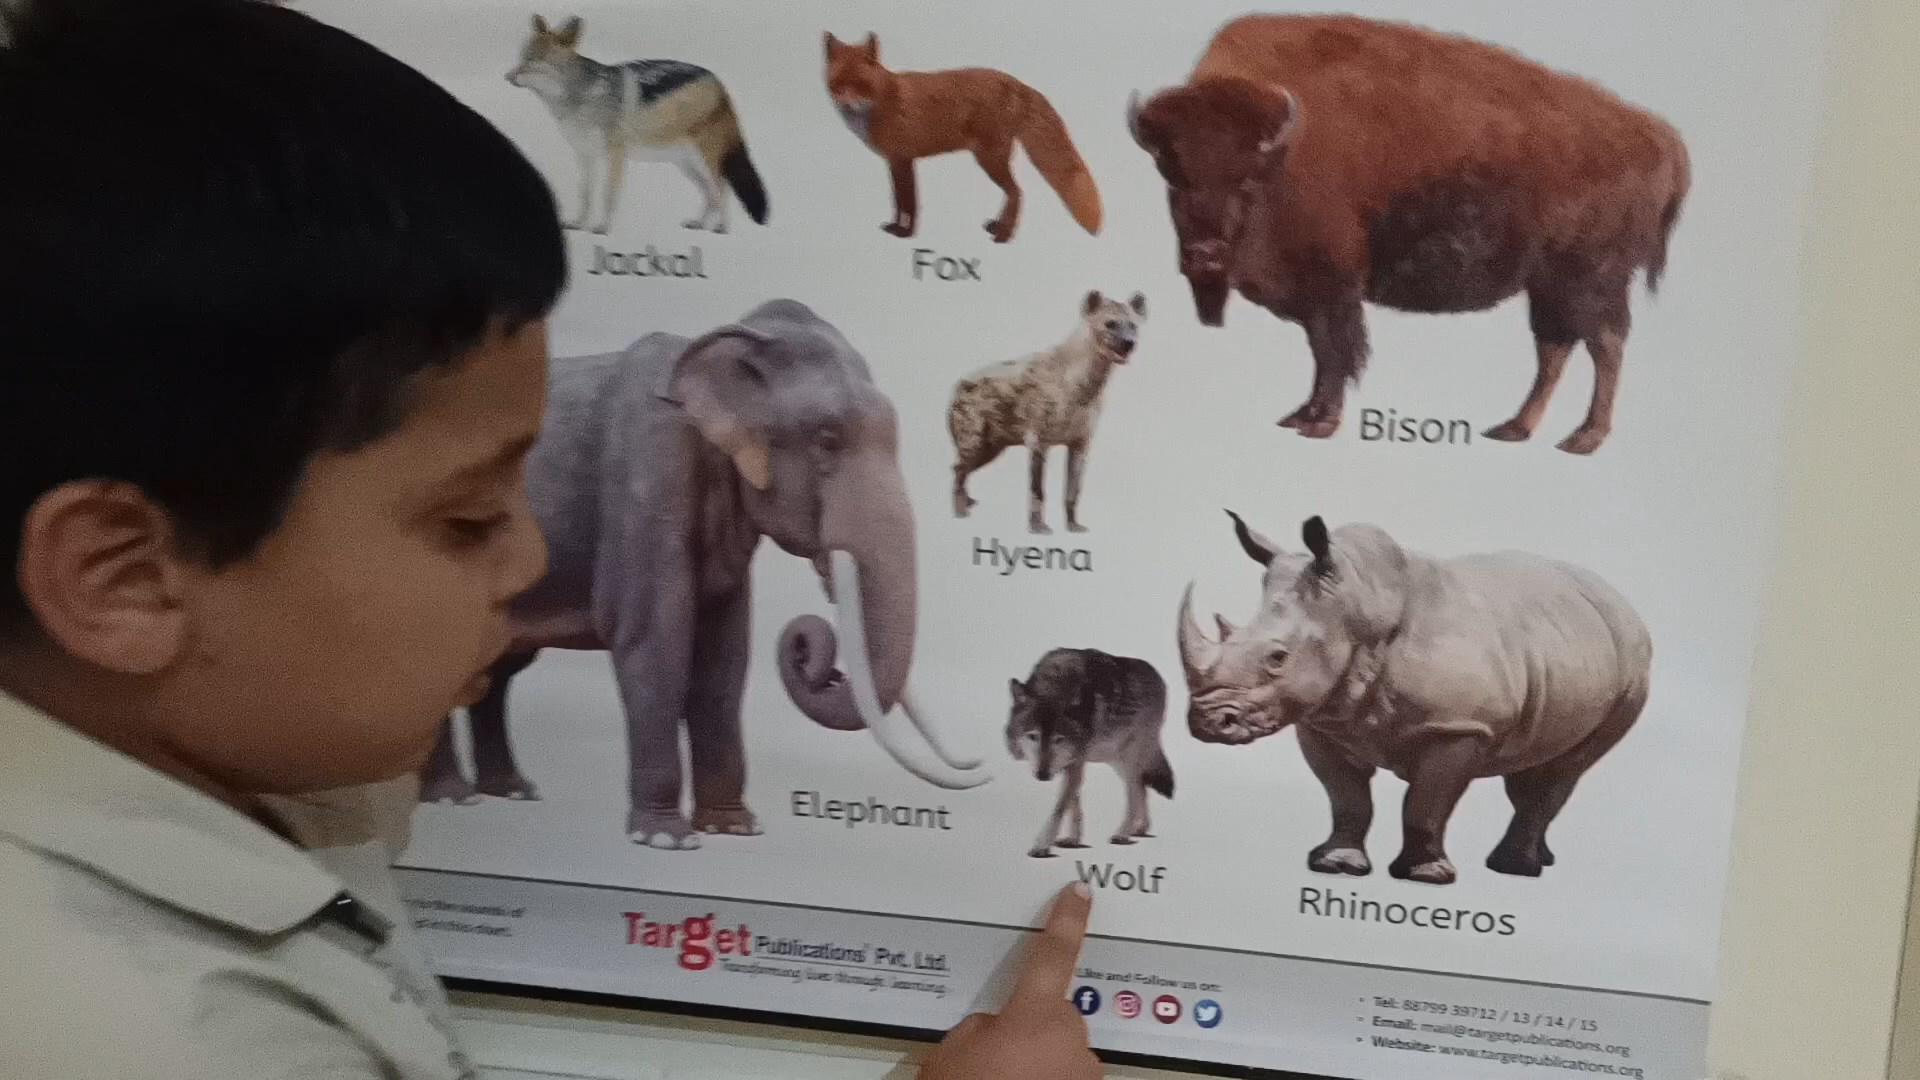 Jackal
Fox
Bison
Hyena
Elephant
Wolf
Rhinoceros
Target Publications' Pvt. Ltd.
Transforming lives through learning.
Like and Follow us on:
• Tel: 88799 39712 / 13 / 14 / 15
• Email: mail@targetpublications.org
• Website: www.targetpublications.org